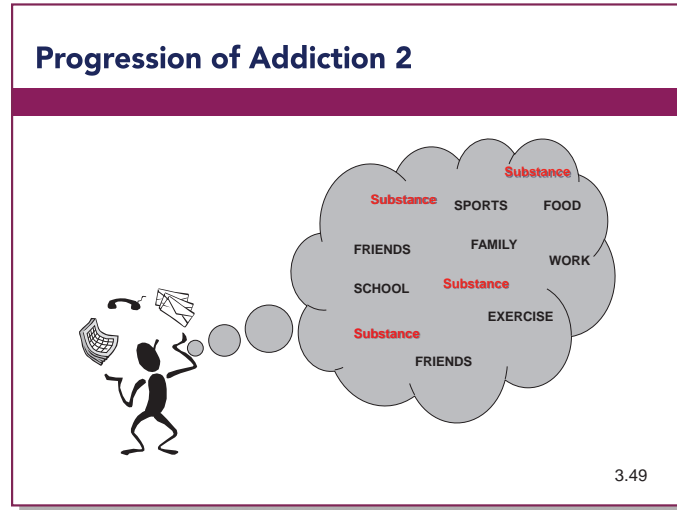 Progression of Addiction 2
Substance
Substance SPORTS FOOD
FRIENDS FAMILY
WORK
SCHOOL Substance
EXERCISE
Substance
FRIENDS
3.49